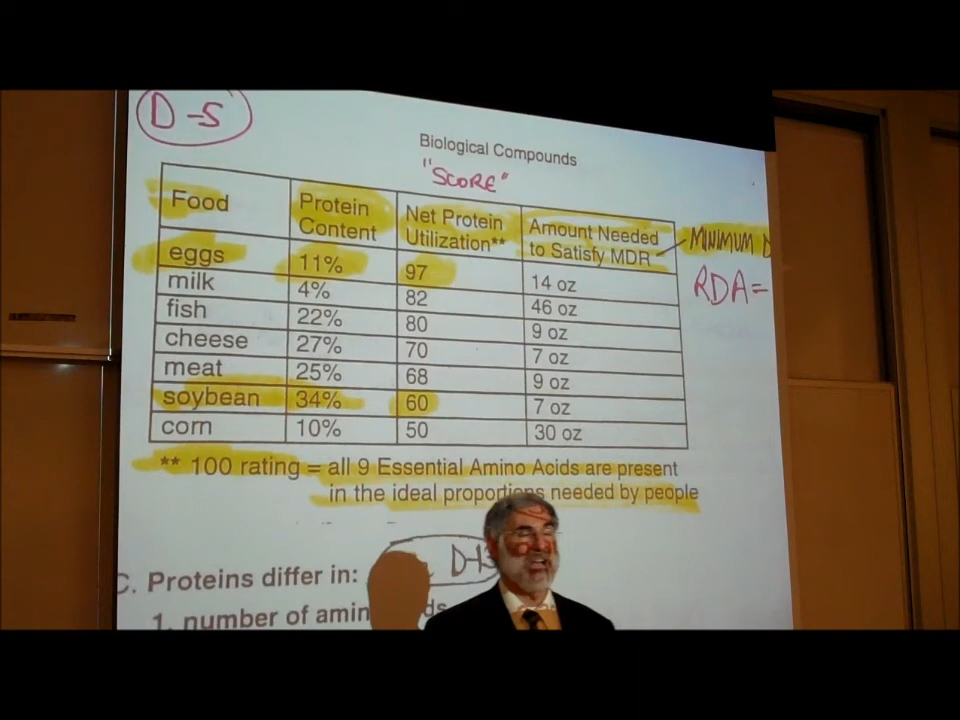 D-5
Biological Compounds
"SCORE"
Food Protein Content Net Protein Utilization** Amount Needed to Satisfy MDR MINIMUM D
RDA=
eggs 11% 97 14 oz
milk 4% 82 46 oz
fish 22% 80 9 oz
cheese 27% 70 7 oz
meat 25% 68 9 oz
soybean 34% 60 7 oz
corn 10% 50 30 oz
** 100 rating = all 9 Essential Amino Acids are present
in the ideal proportions needed by people
C. Proteins differ in: D-13
1. number of amin ds